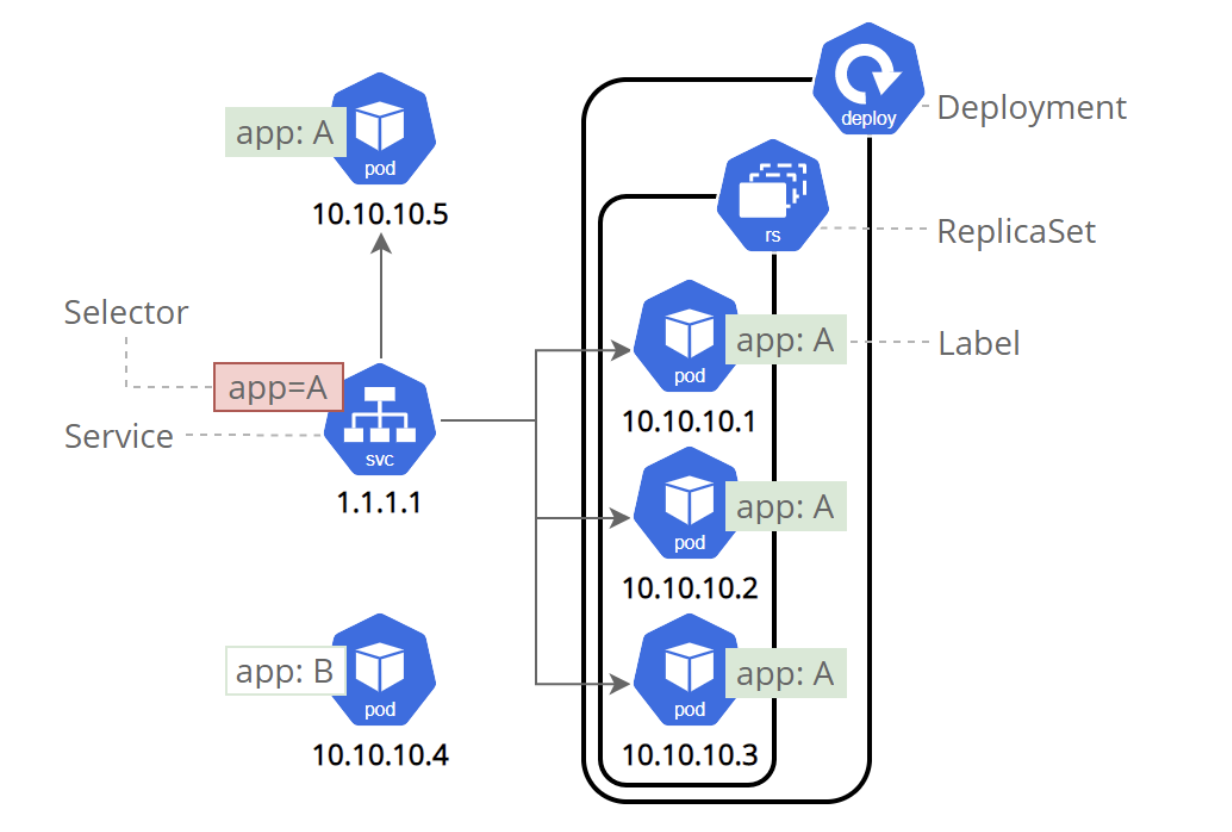 deploy
Deployment
app: A
pod
10.10.10.5
rs
ReplicaSet
Selector
app=A
Service
svc
1.1.1.1
pod
app: A
Label
10.10.10.1
pod
app: A
10.10.10.2
app: B
pod
10.10.10.4
pod
app: A
10.10.10.3